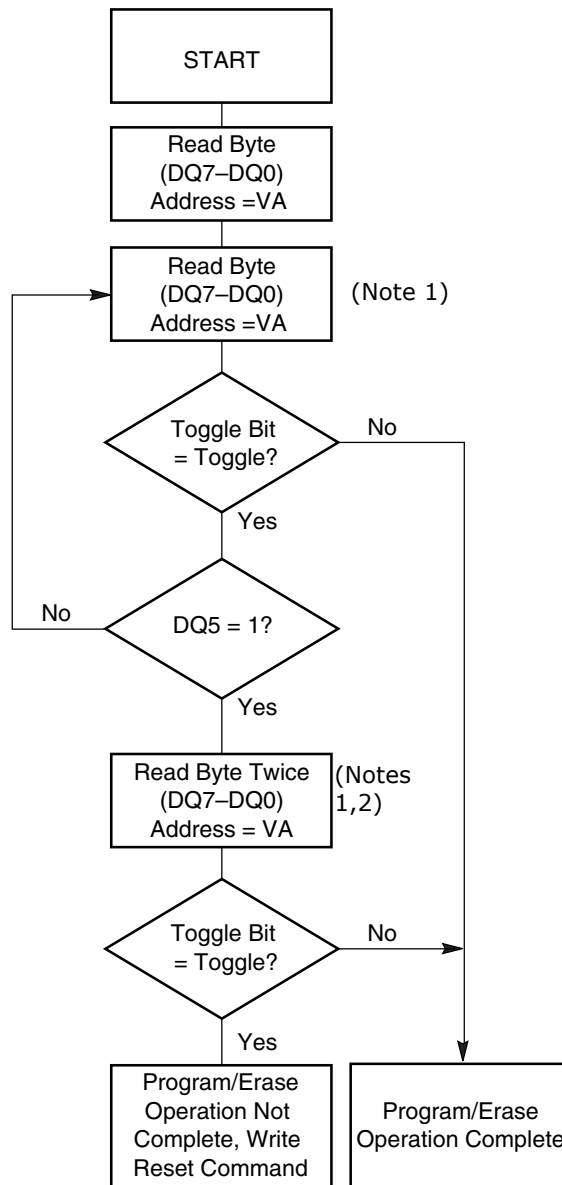 START
Read Byte
(DQ7–DQ0)
Address =VA
Read Byte
(DQ7–DQ0)
Address =VA
(Note 1)
Toggle Bit
= Toggle?
No
Yes
No
DQ5 = 1?
Yes
Read Byte Twice
(DQ7–DQ0)
Address = VA
(Notes
1,2)
Toggle Bit
= Toggle?
No
Yes
Program/Erase
Operation Not
Complete, Write
Reset Command
Program/Erase
Operation Complete